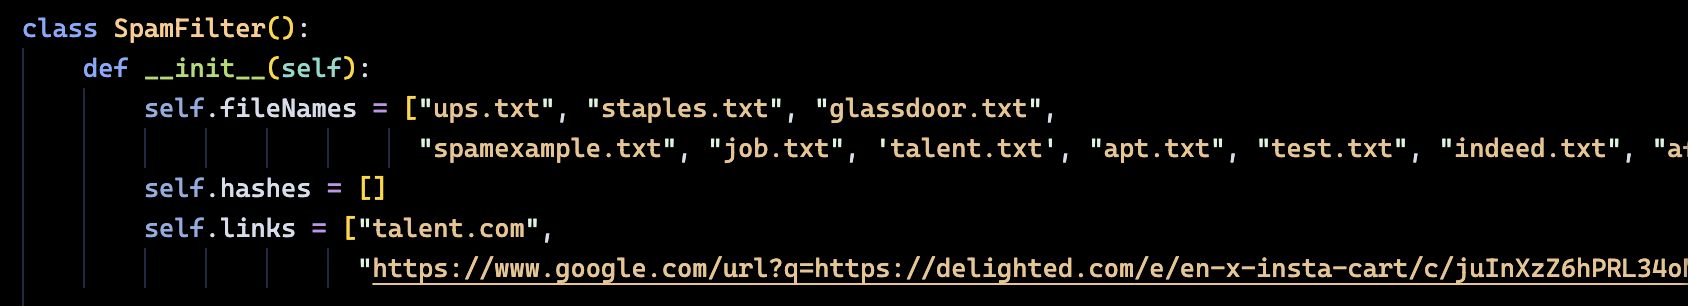 class SpamFilter():
def __init__(self):
self.fileNames = ["ups.txt", "staples.txt", "glassdoor.txt",
"spamexample.txt", "job.txt", 'talent.txt', "apt.txt", "test.txt", "indeed.txt",
self.hashes = []
self.links = ["talent.com",
"https://www.google.com/url?q=https://delighted.com/e/en-x-insta-cart/c/juInXzZ6hPRL34o